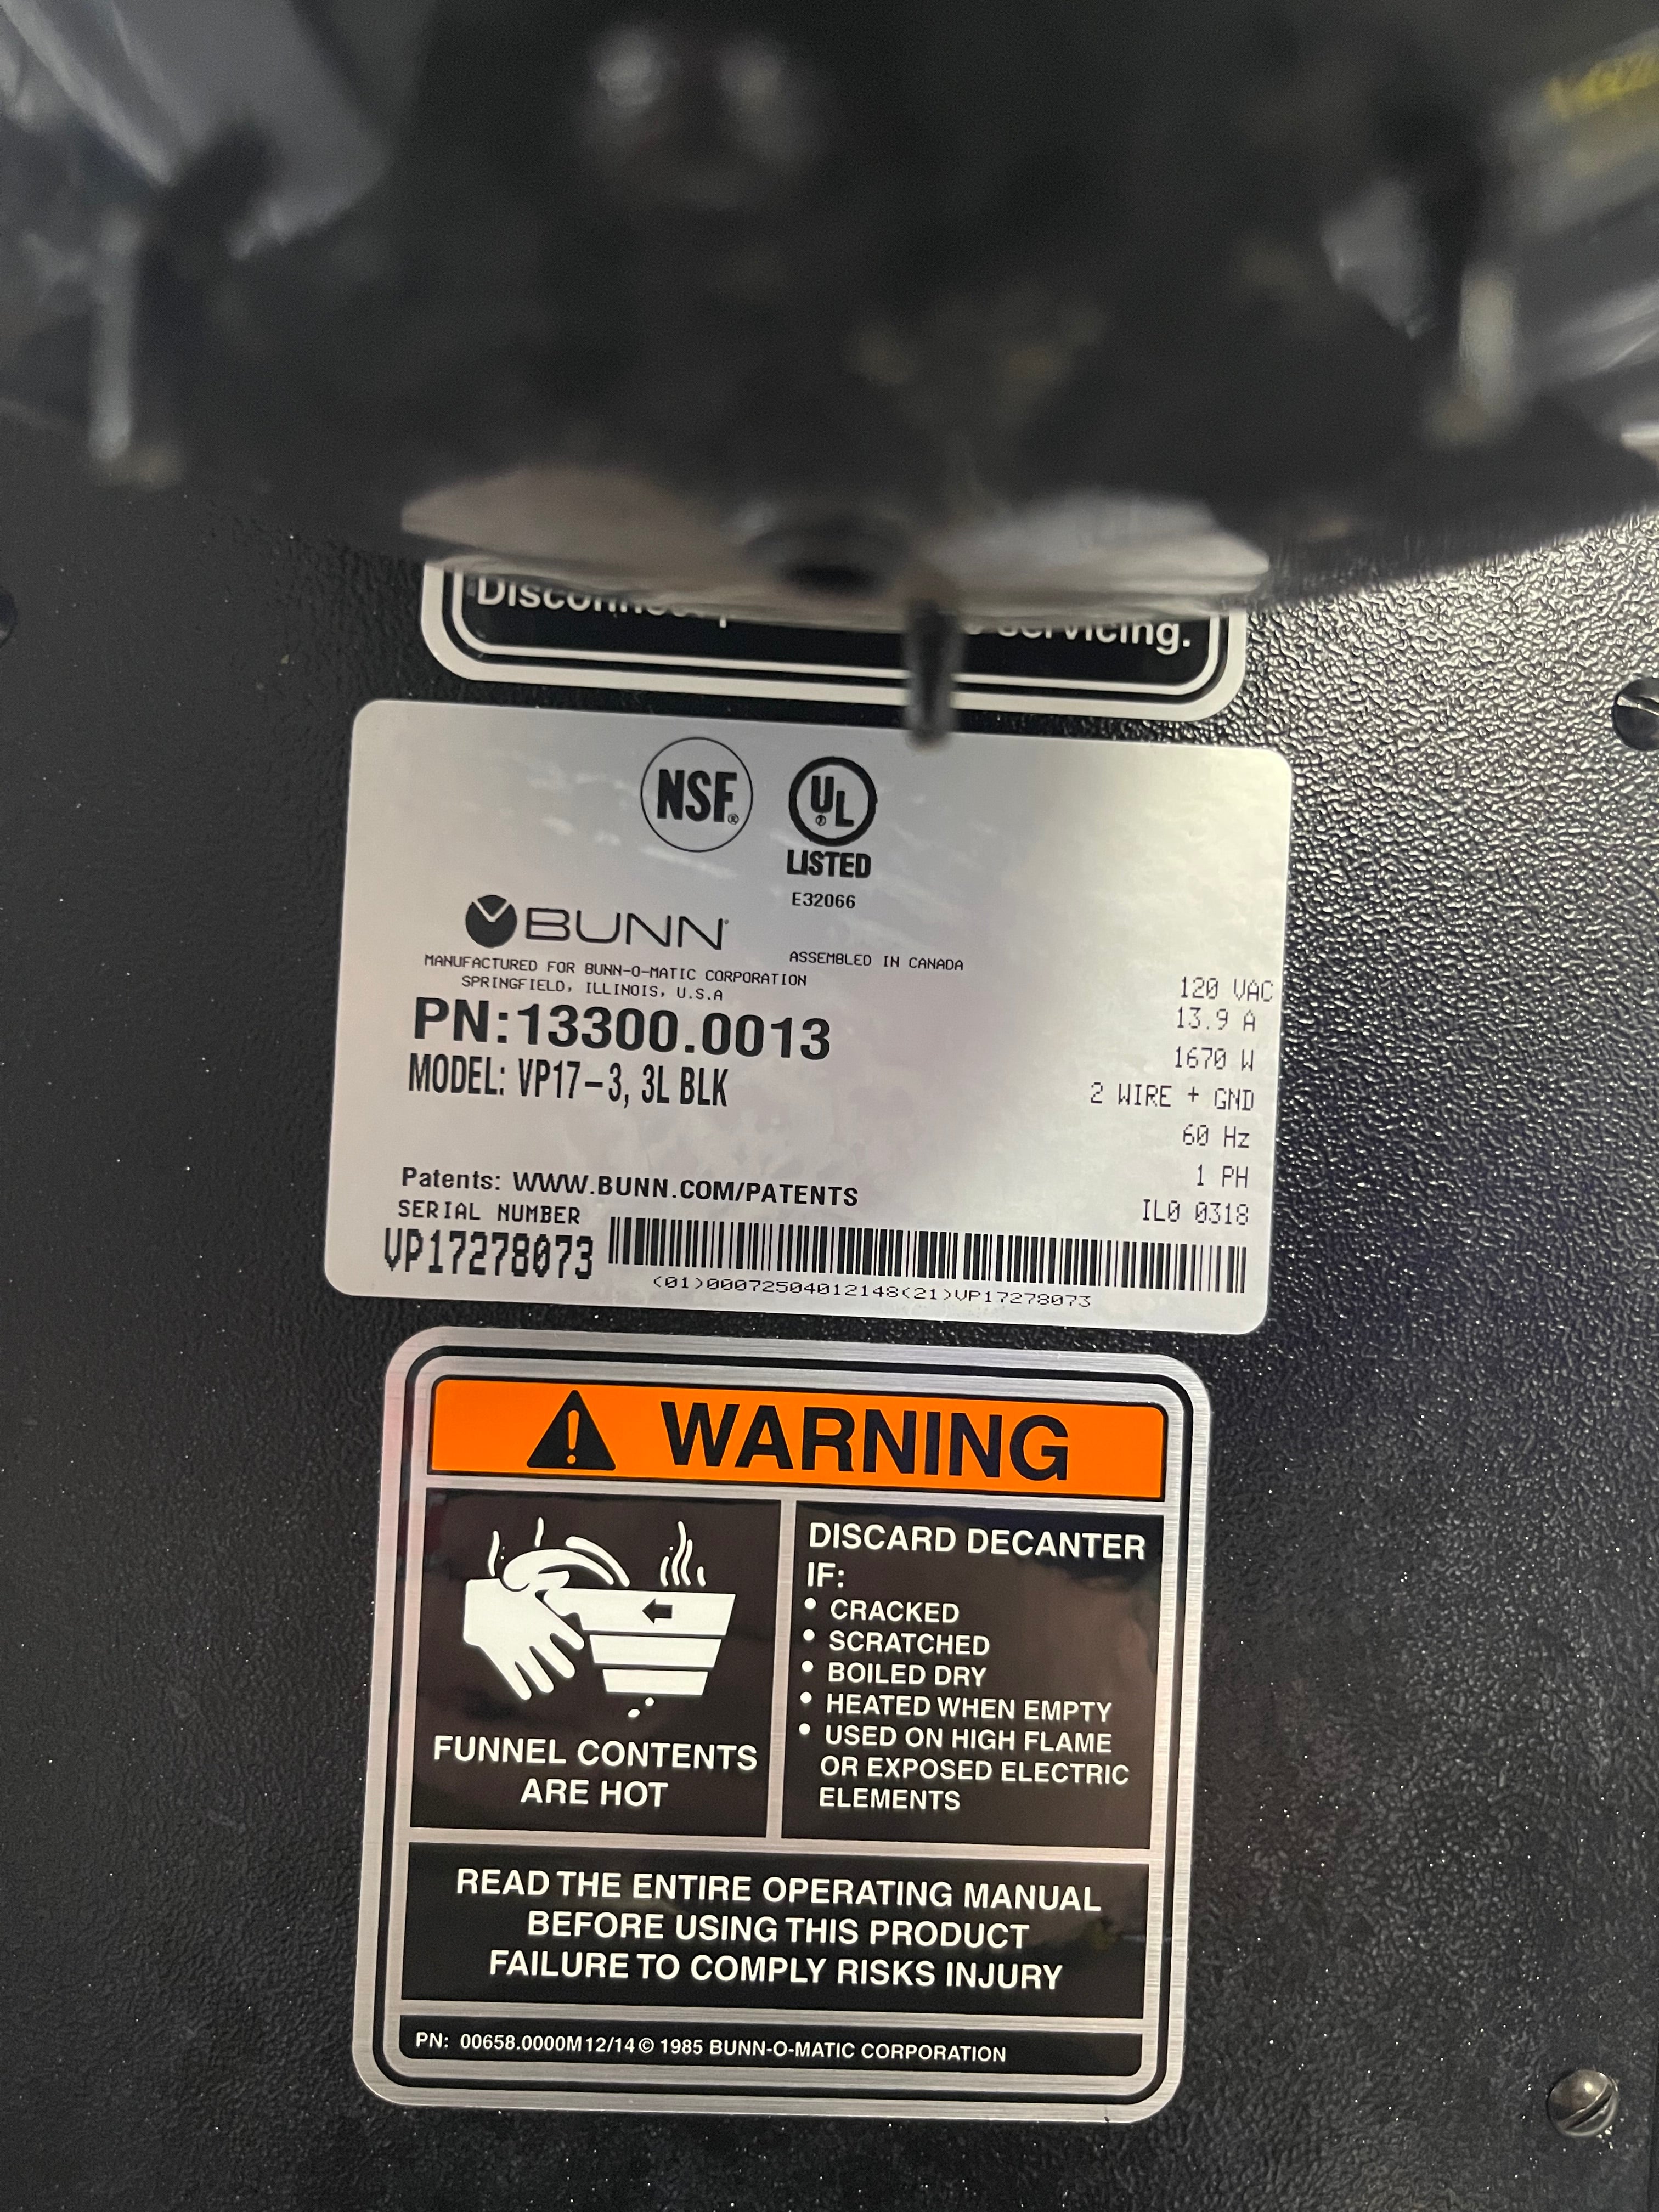 servicing.
NSF®
UL
®
LISTED
E32066
BUNN®
ASSEMBLED IN CANADA
MANUFACTURED FOR BUNN-O-MATIC CORPORATION
SPRINGFIELD, ILLINOIS, U.S.A
PN:13300.0013
MODEL: VP17-3, 3L BLK
120 VAC
13.9 A
1670 W
2 WIRE + GND
60 Hz
1 PH
IL0 0318
Patents: WWW.BUNN.COM/PATENTS
SERIAL NUMBER
VP17278073
(01)00072504012148(21)VP17278073
WARNING
FUNNEL CONTENTS
ARE HOT
DISCARD DECANTER
IF:
• CRACKED
• SCRATCHED
• BOILED DRY
• HEATED WHEN EMPTY
• USED ON HIGH FLAME
OR EXPOSED ELECTRIC
ELEMENTS
READ THE ENTIRE OPERATING MANUAL
BEFORE USING THIS PRODUCT
FAILURE TO COMPLY RISKS INJURY
PN: 00658.0000M 12/14 © 1985 BUNN-O-MATIC CORPORATION